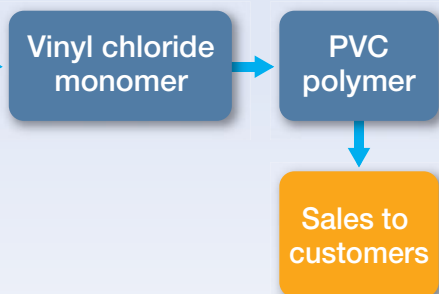 Vinyl chloride
monomer
PVC
polymer
Sales to
customers